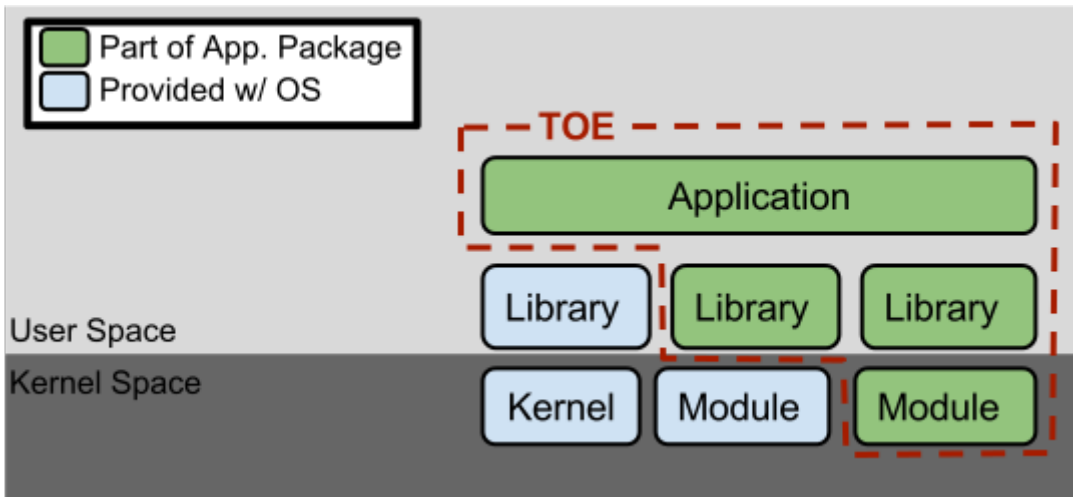 Part of App. Package
Provided w/ OS
TOE
Application
Library Library Library
User Space
Kernel Space
Kernel Module Module